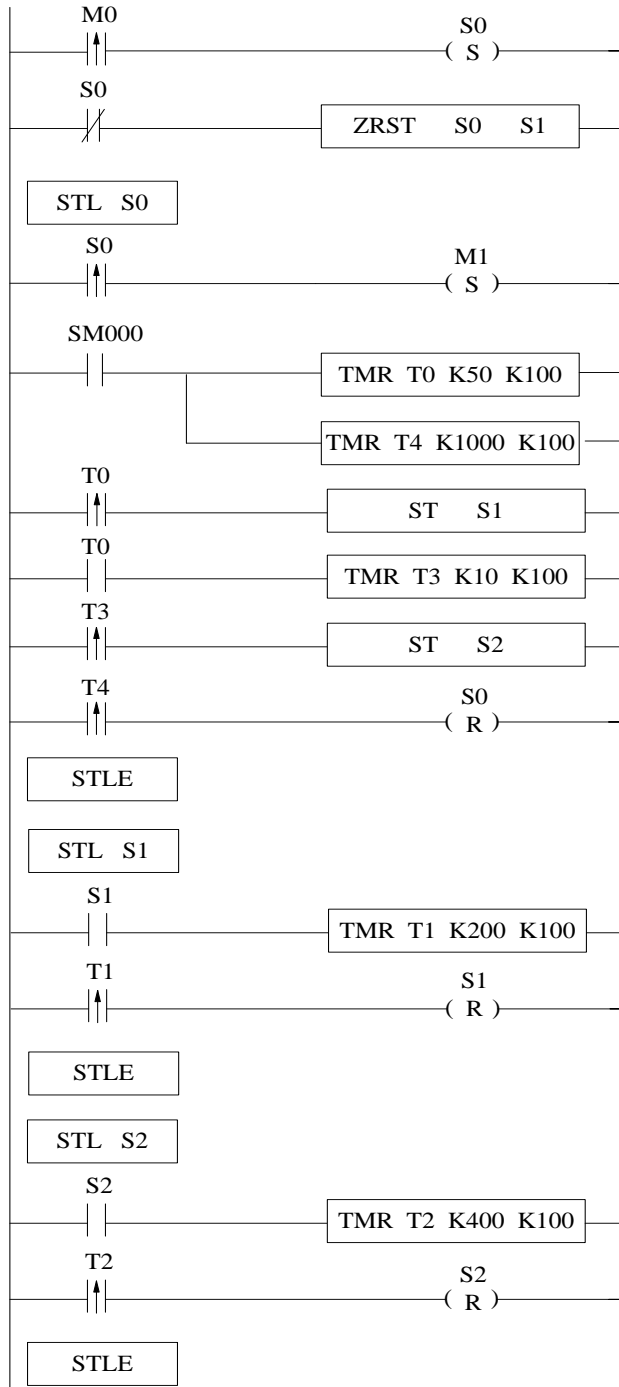 M0
S0
( S )
S0
ZRST S0 S1
STL S0
S0
M1
( S )
SM000
TMR T0 K50 K100
TMR T4 K1000 K100
T0
ST S1
T0
TMR T3 K10 K100
T3
ST S2
T4
S0
( R )
STLE
STL S1
S1
TMR T1 K200 K100
T1
S1
( R )
STLE
STL S2
S2
TMR T2 K400 K100
T2
S2
( R )
STLE